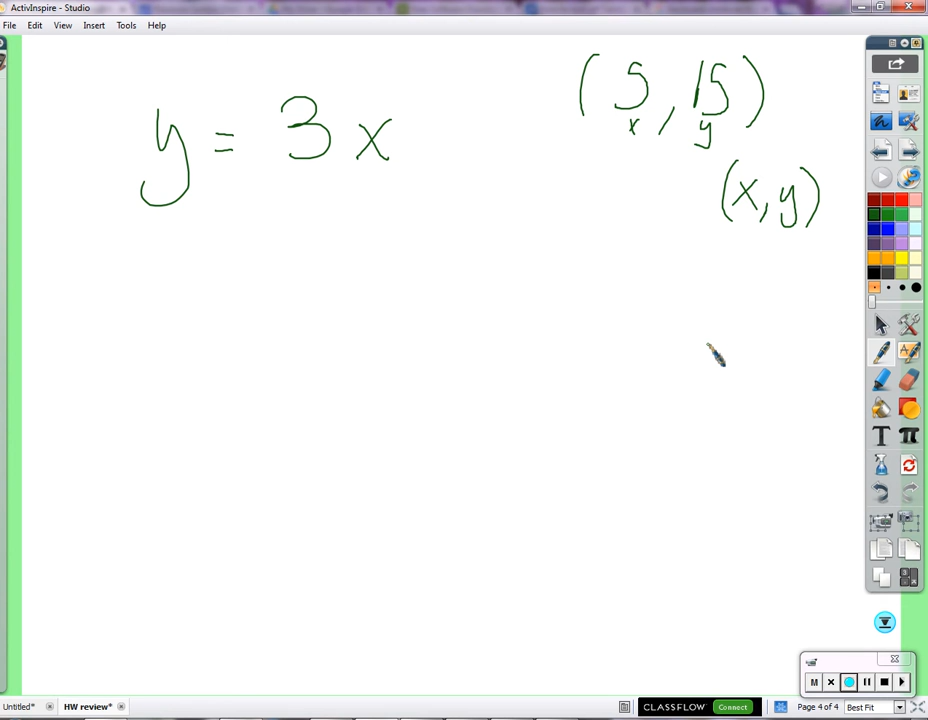 ActivInspire - Studio
File Edit View Insert Tools Help
y = 3x
(5, 15)
x y
(x, y)
M
Untitled* HW review* CLASSFLOW Connect Page 4 of 4 Best Fit